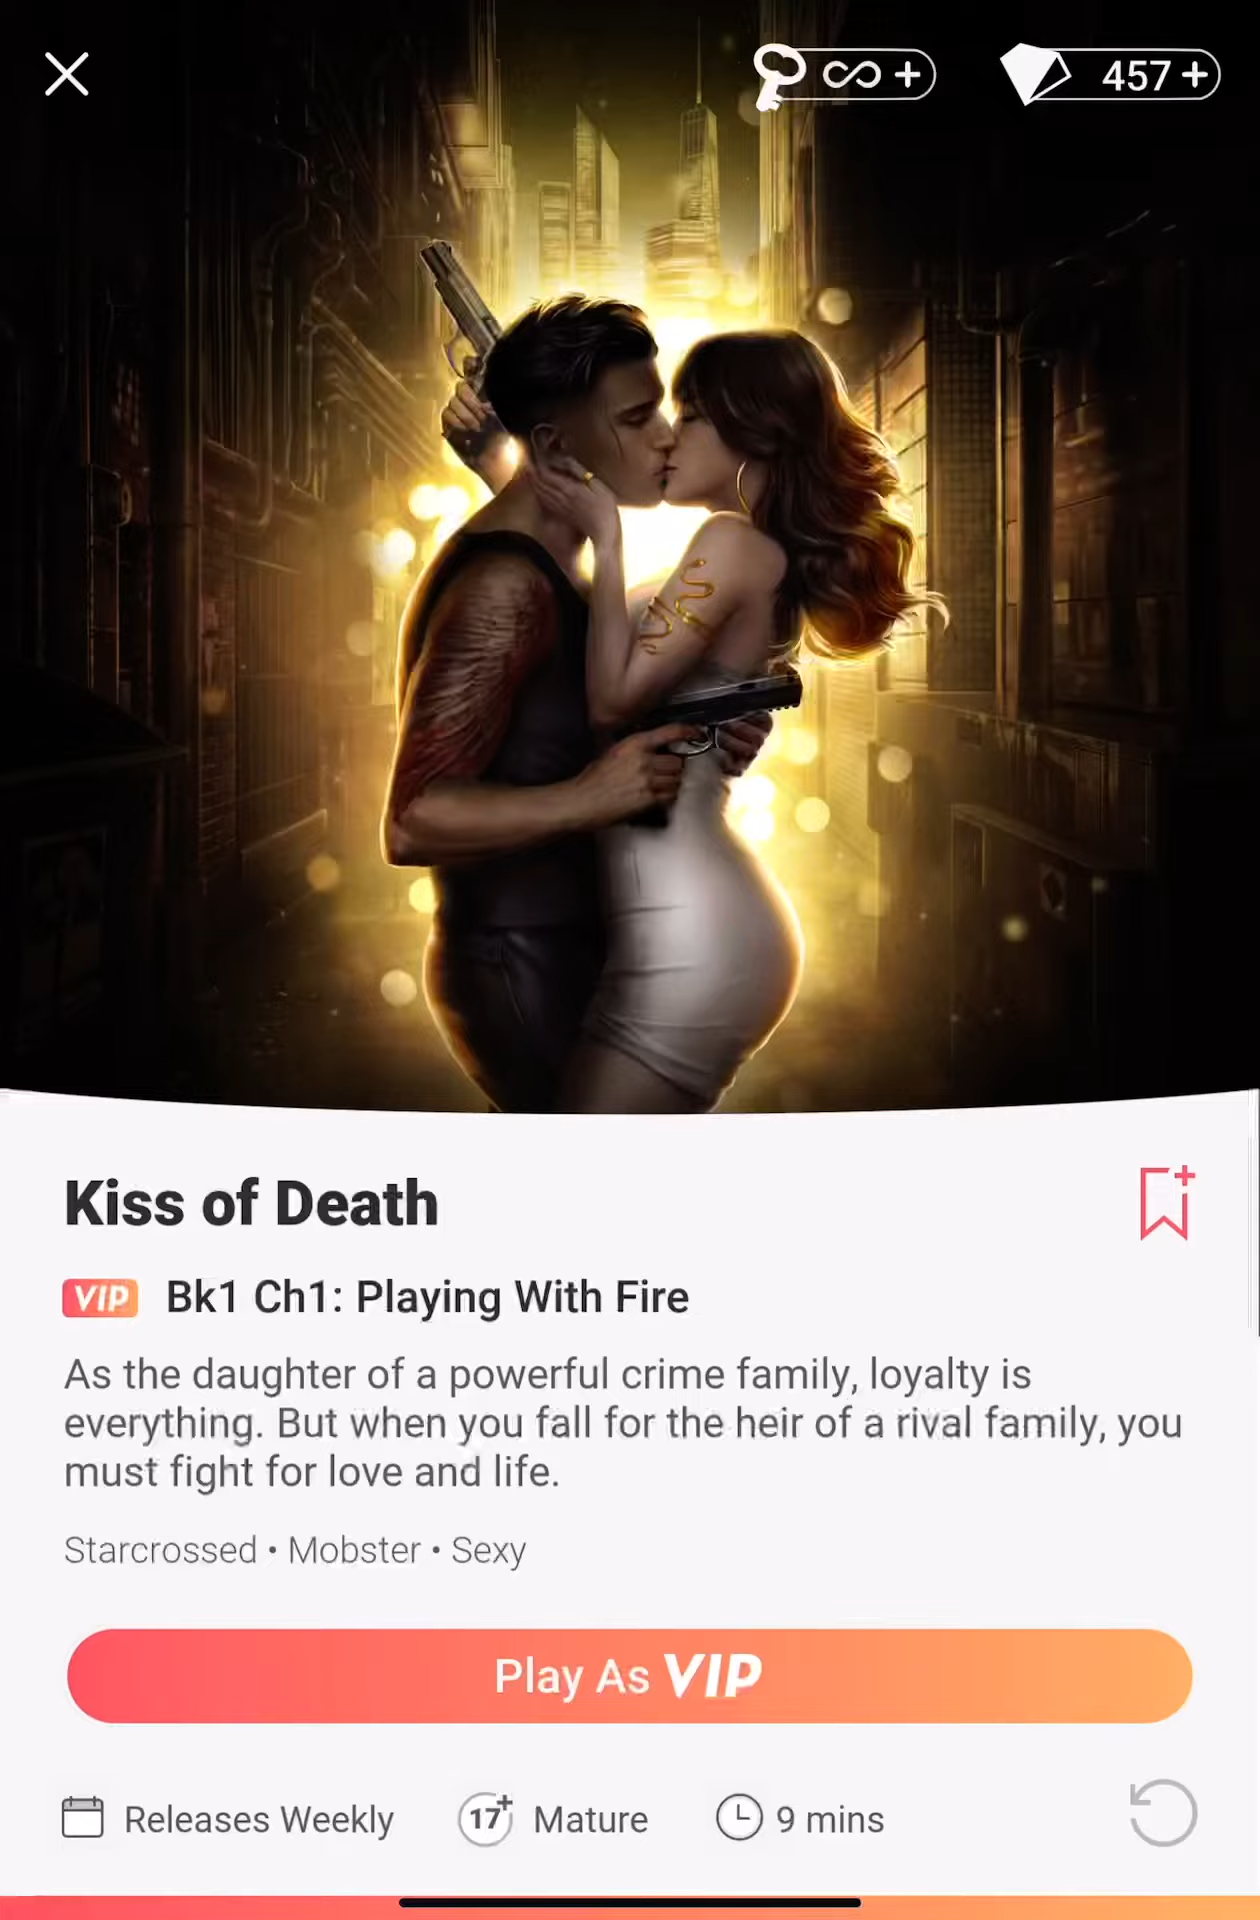 457
Kiss of Death
VIP Bk1 Ch1: Playing With Fire
As the daughter of a powerful crime family, loyalty is
everything. But when you fall for the heir of a rival family, you
must fight for love and life.
Starcrossed • Mobster • Sexy
Play As VIP
Releases Weekly 17+ Mature 9 mins